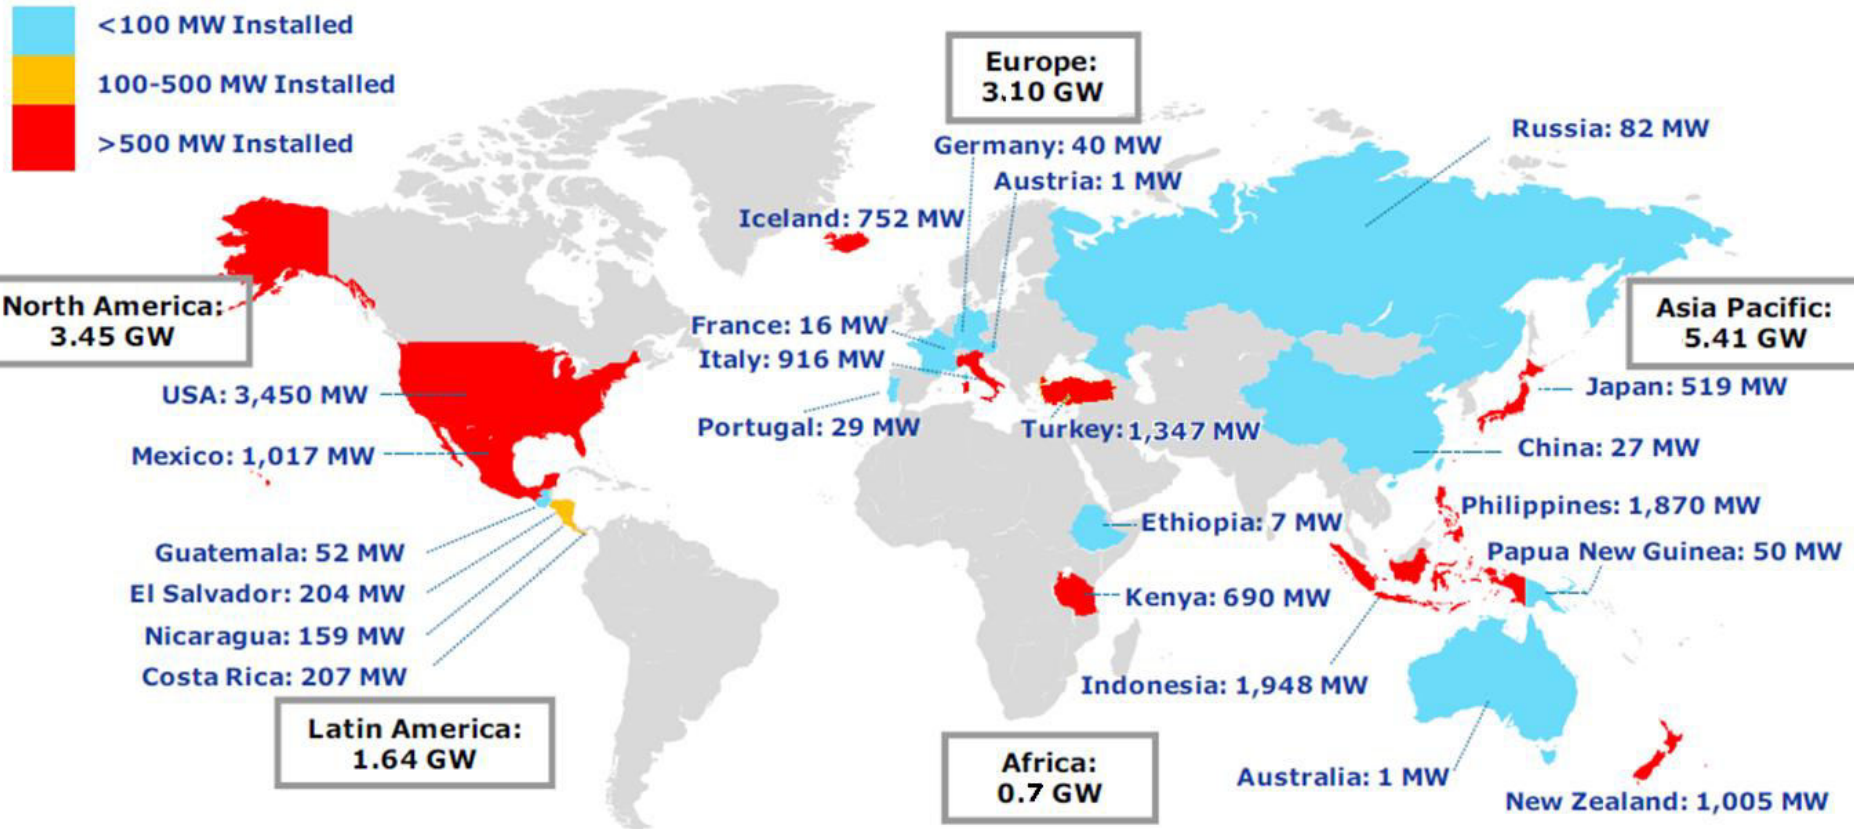 <100 MW Installed
100-500 MW Installed
>500 MW Installed
Europe:
3.10 GW
Germany: 40 MW
Austria: 1 MW
Russia: 82 MW
Iceland: 752 MW
North America:
3.45 GW
Asia Pacific:
5.41 GW
France: 16 MW
Italy: 916 MW
USA: 3,450 MW
Japan: 519 MW
Portugal: 29 MW
Turkey: 1,347 MW
Mexico: 1,017 MW
China: 27 MW
Philippines: 1,870 MW
Ethiopia: 7 MW
Guatemala: 52 MW
Papua New Guinea: 50 MW
El Salvador: 204 MW
Kenya: 690 MW
Nicaragua: 159 MW
Costa Rica: 207 MW
Indonesia: 1,948 MW
Latin America:
1.64 GW
Africa:
0.7 GW
Australia: 1 MW
New Zealand: 1,005 MW